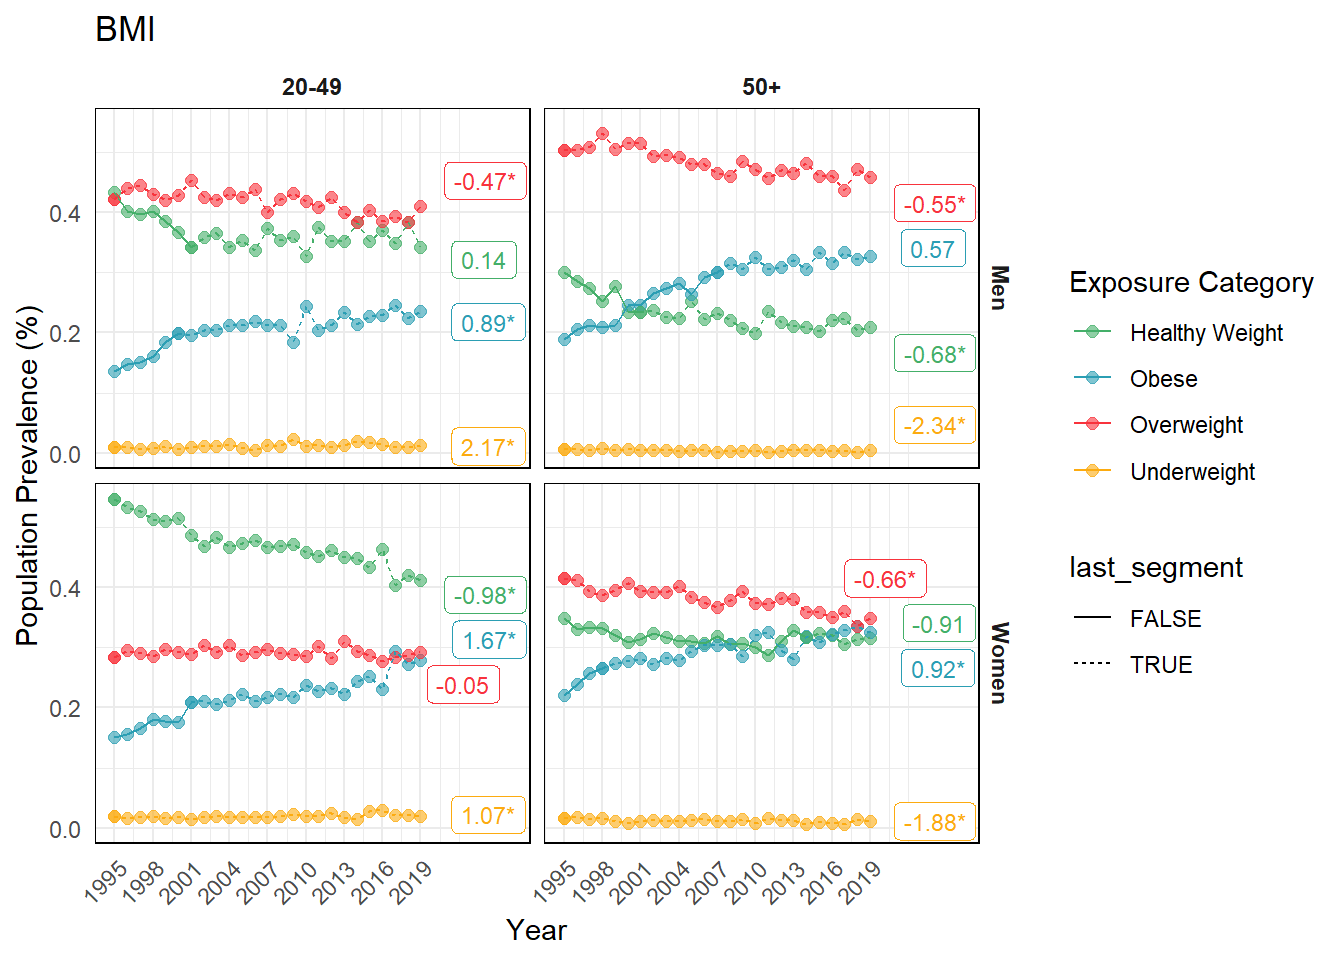 BMI
20-49
50+
-0.47*
0.14
0.89*
2.17*
-0.55*
0.57
-0.68*
-2.34*
Men
0.4
0.2
0.0
-0.98*
1.67*
-0.05
1.07*
-0.66*
-0.91
0.92*
-1.88*
Women
0.4
0.2
0.0
Population Prevalence (%)
1995 1998 2001 2004 2007 2010 2013 2016 2019
1995 1998 2001 2004 2007 2010 2013 2016 2019
Year
Exposure Category
Healthy Weight
Obese
Overweight
Underweight
last_segment
FALSE
TRUE